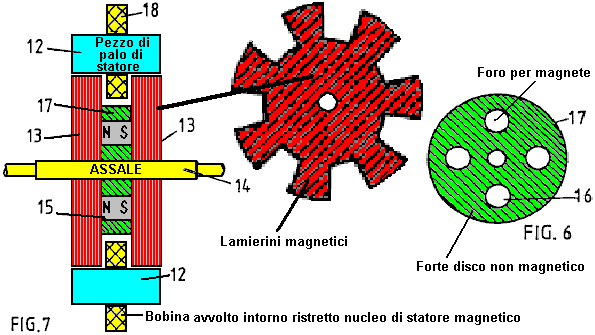 18
12
Pezzo di
palo di
statore
17
13
N S
13
ASSALE
14
15
N S
12
Bobina avvolto intorno ristretto nucleo di statore magnetico
FIG.7
Lamierini magnetici
Foro per magnete
17
16
FIG. 6
Forte disco non magnetico